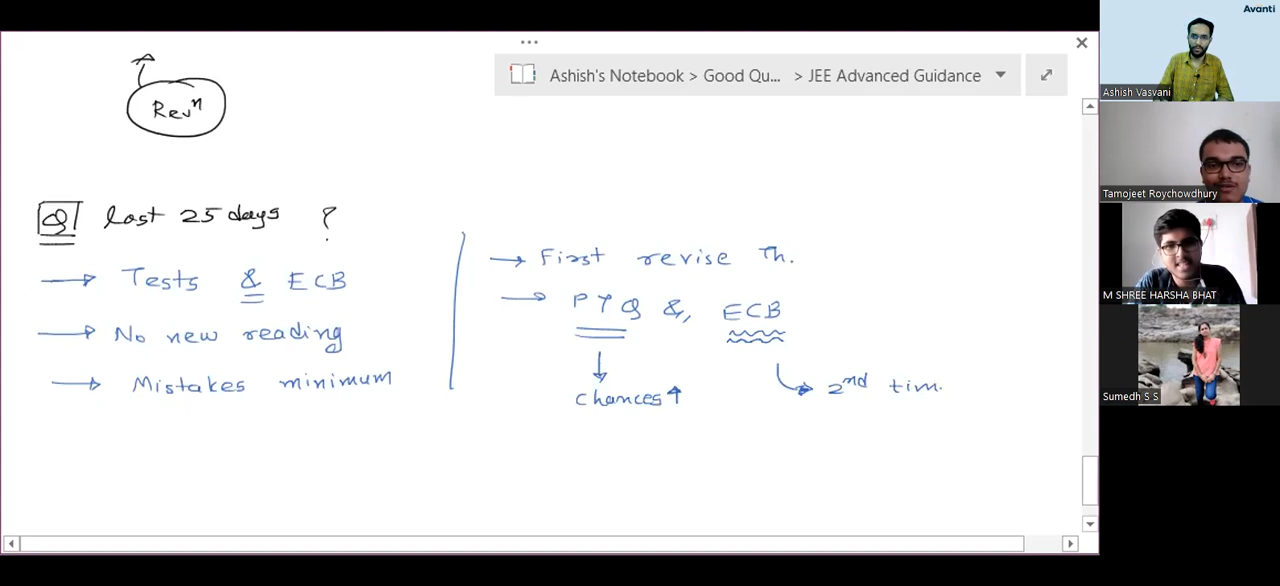 Avanti
...
Ashish's Notebook > Good Qu... > JEE Advanced Guidance
Revⁿ
Q last 25 days ?
→ Tests & ECB
→ No new reading
→ Mistakes minimum
→ First revise Th.
→ PYQ & ECB
Chances ↑
2nd tim.
Ashish Vasvani
Tamojeet Roychowdhury
M SHREE HARSHA BHAT
Sumedh S S